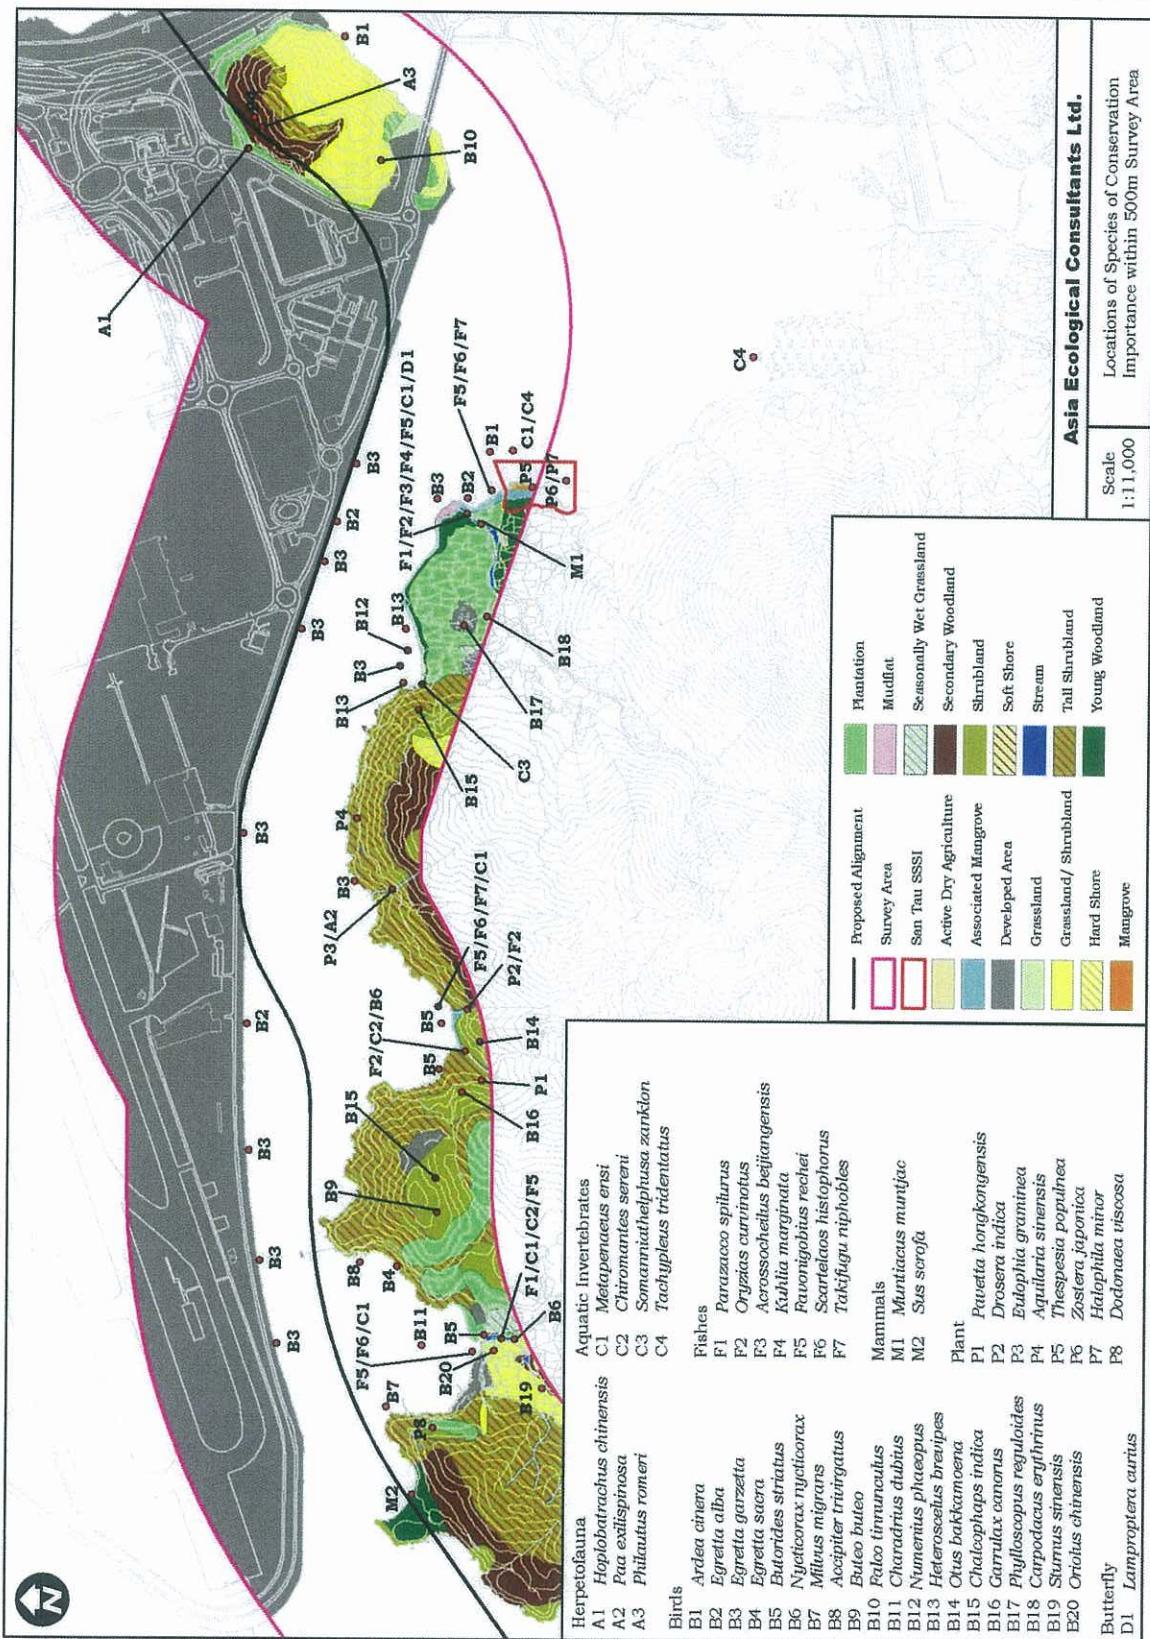 N
B1
A3
B10
A1
C4
B3
B2
B3
B3
F1/F2/F3/F4/F5/C1/D1
F5/F6/F7
B3
B2
B1
C1/C4
P5
P6/P7
M1
B12
B13
B3
B13
B18
B17
C3
B15
B3
P4
B3
P3/A2
F5/F6/F7/C1
P2/F2
B2
B5
F2/C2/B6
B5
B14
P1
B16
B15
B3
B9
B3
B8
B4
F1/C1/C2/F5
B6
B3
B11
B5
F5/F6/C1
B20
B7
B19
P8
M2
Herpetofauna
A1 Hoplobatrachus chinensis
A2 Paa exilispinosa
A3 Philautus romeri
Birds
B1 Ardea cinera
B2 Egretta alba
B3 Egretta garzetta
B4 Egretta sacra
B5 Butorides striatus
B6 Nycticorax nycticorax
B7 Milvus migrans
B8 Accipiter trivirgatus
B9 Buteo buteo
B10 Falco tinnunculus
B11 Charadrius dubius
B12 Numenius phaeopus
B13 Heteroscelus brevipes
B14 Otus bakkamoena
B15 Chalcophaps indica
B16 Garrulax canorus
B17 Phylloscopus reguloides
B18 Carpodacus erythrinus
B19 Sturnus sinensis
B20 Oriolus chinensis
Butterfly
D1 Lamproptera curius
Aquatic Invertebrates
C1 Metapenaeus ensi
C2 Chiromantes sereni
C3 Somanniathelphusa zanklon
C4 Tachypleus tridentatus
Fishes
F1 Parazacco spilurus
F2 Oryzias curvinotus
F3 Acrossocheilus beijiangensis
F4 Kuhlia marginata
F5 Favonigobius rechei
F6 Scartelaos histophorus
F7 Takifugu niphobles
Mammals
M1 Muntiacus muntjac
M2 Sus scrofa
Plant
P1 Pavetta hongkongensis
P2 Drosera indica
P3 Eulophia graminea
P4 Aquilaria sinensis
P5 Thespesia populnea
P6 Zostera japonica
P7 Halophila minor
P8 Dodonaea viscosa
Proposed Alignment
Survey Area
San Tau SSSI
Active Dry Agriculture
Associated Mangrove
Developed Area
Grassland
Grassland/ Shrubland
Hard Shore
Mangrove
Plantation
Mudflat
Seasonally Wet Grassland
Secondary Woodland
Shrubland
Soft Shore
Stream
Tall Shrubland
Young Woodland
Asia Ecological Consultants Ltd.
Scale
1:11,000
Locations of Species of Conservation
Importance within 500m Survey Area